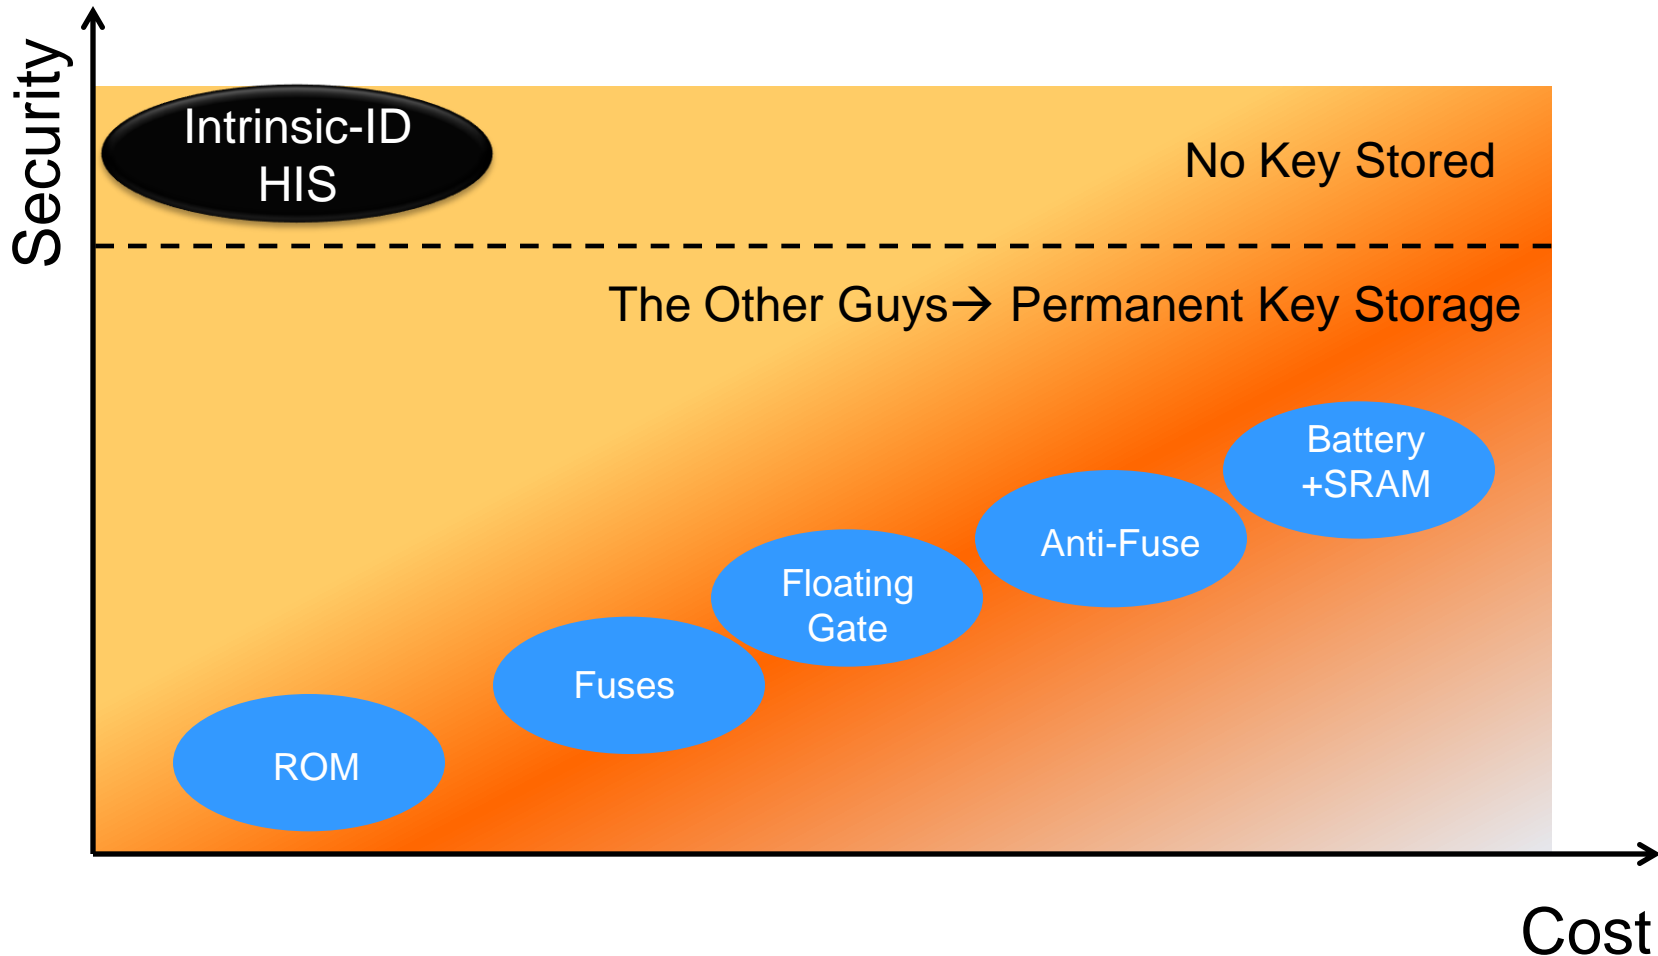 Security
Intrinsic-ID
HIS
No Key Stored
The Other Guys→ Permanent Key Storage
Battery
+SRAM
Anti-Fuse
Floating
Gate
Fuses
ROM
Cost